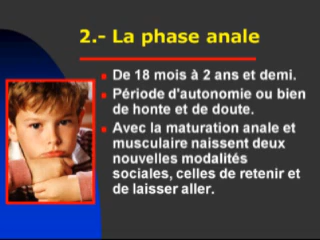 2.- La phase anale
De 18 mois à 2 ans et demi.
Période d'autonomie ou bien
de honte et de doute.
Avec la maturation anale et
musculaire naissent deux
nouvelles modalités
sociales, celles de retenir et
de laisser aller.